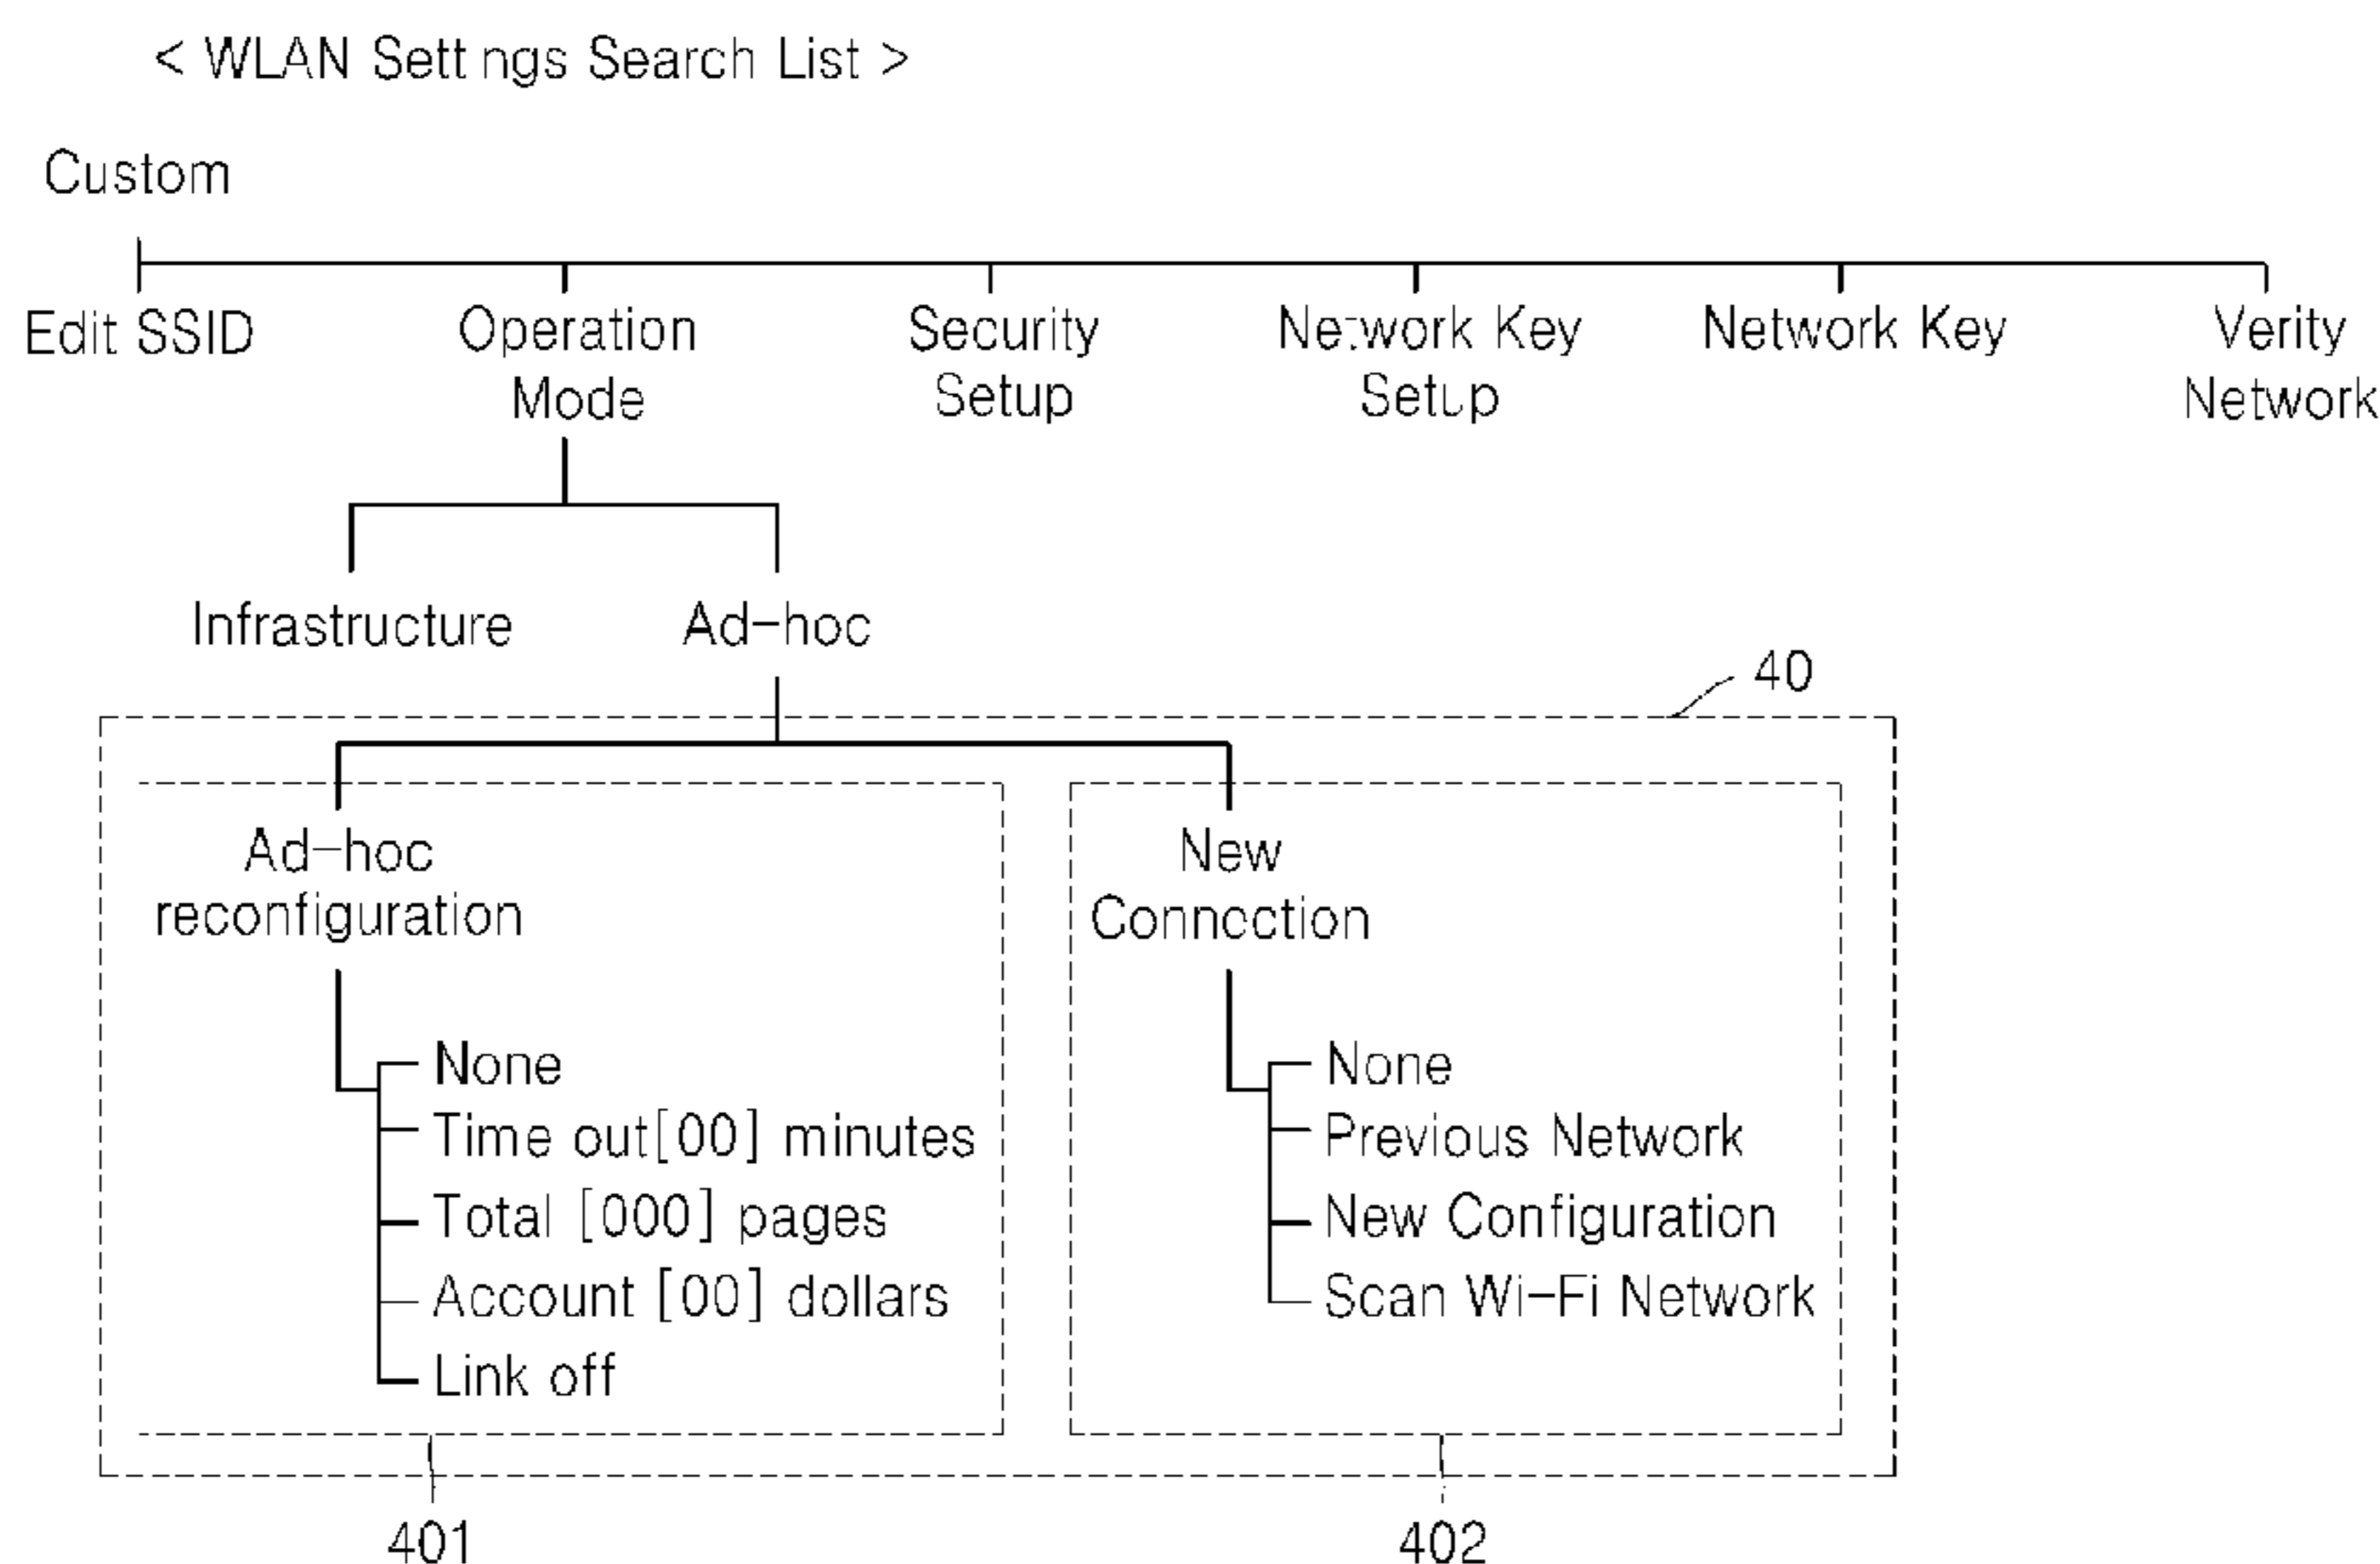 < WLAN Settings Search List >
Custom
Edit SSID
Operation
Mode
Security
Setup
Network Key
Setup
Network Key
Verity
Network
Infrastructure
Ad-hoc
40
Ad-hoc
reconfiguration
None
Time out[00] minutes
Total [000] pages
Account [00] dollars
Link off
New
Connection
None
Previous Network
New Configuration
Scan Wi-Fi Network
401
402